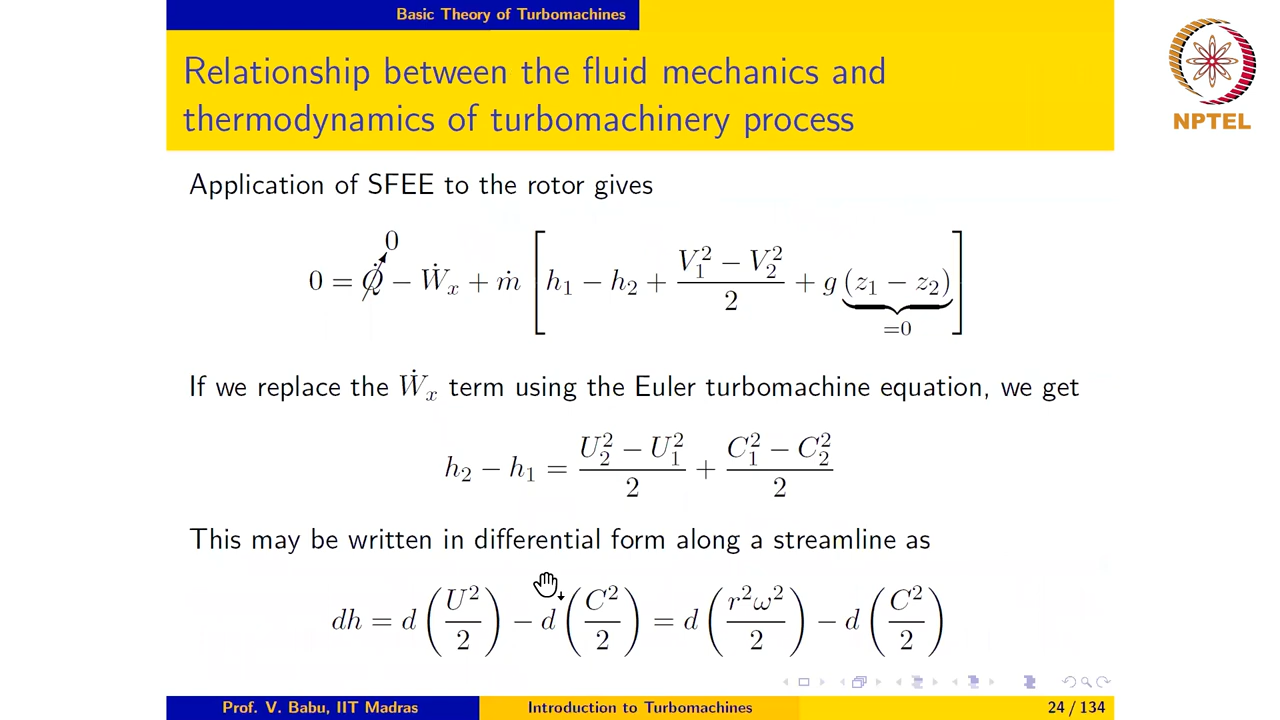 Basic Theory of Turbomachines
Relationship between the fluid mechanics and
thermodynamics of turbomachinery process
NPTEL
Application of SFEE to the rotor gives
0 = Q̇ (→ 0) − Ẇₓ + ṁ [ h₁ − h₂ + (V₁² − V₂²)/2 + g (z₁ − z₂) ]
=0
If we replace the Ẇₓ term using the Euler turbomachine equation, we get
h₂ − h₁ = (U₂² − U₁²)/2 + (C₁² − C₂²)/2
This may be written in differential form along a streamline as
dh = d (U²/2) − d (C²/2) = d (r²ω²/2) − d (C²/2)
Prof. V. Babu, IIT Madras
Introduction to Turbomachines
24 / 134